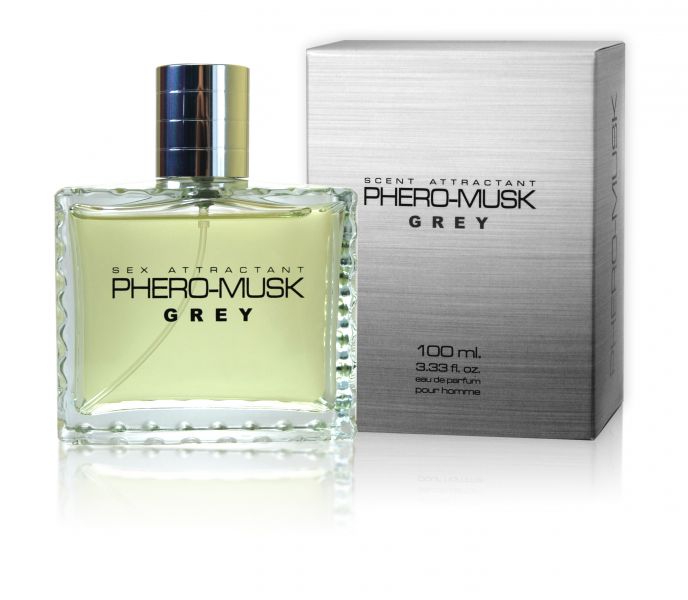 SEX ATTRACTANT
PHERO-MUSK
GREY
SCENT ATTRACTANT
PHERO-MUSK
GREY
100 ml.
3.33 fl. oz.
eau de parfum
pour homme
PHERO-MUSK